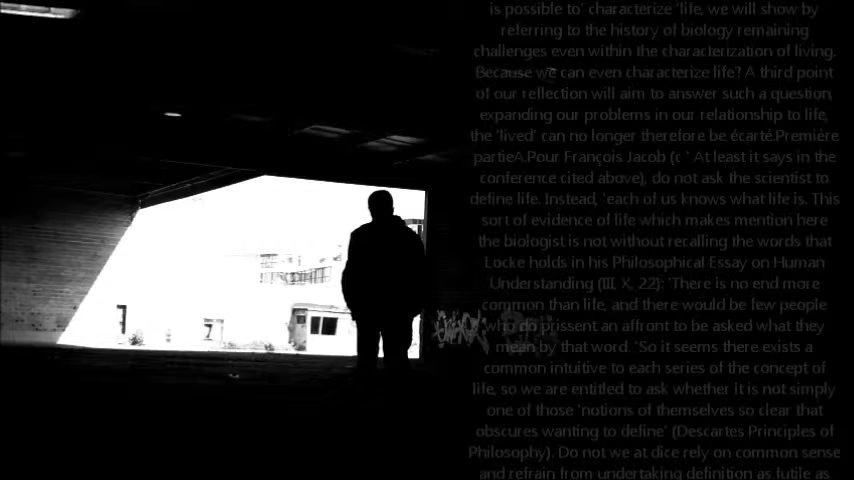 is possible to' characterize 'life, we will show by
referring to the history of biology remaining
challenges even within the characterization of living.
Because we can even characterize life? A third point
of our reflection will aim to answer such a question,
expanding our problems in our relationship to life,
the 'lived' can no longer therefore be écarté.Première
partieA.Pour François Jacob (c ' At least it says in the
conference cited above), do not ask the scientist to
define life. Instead, 'each of us knows what life is. This
sort of evidence of life which makes mention here
the biologist is not without recalling the words that
Locke holds in his Philosophical Essay on Human
Understanding (III, X, 22): 'There is no end more
common than life, and there would be few people
who do prissent an affront to be asked what they
mean by that word. 'So it seems there exists a
common intuitive to each series of the concept of
life, so we are entitled to ask whether it is not simply
one of those 'notions of themselves so clear that
obscures wanting to define' (Descartes Principles of
Philosophy). Do not we at dice rely on common sense
and refrain from undertaking definition as futile as